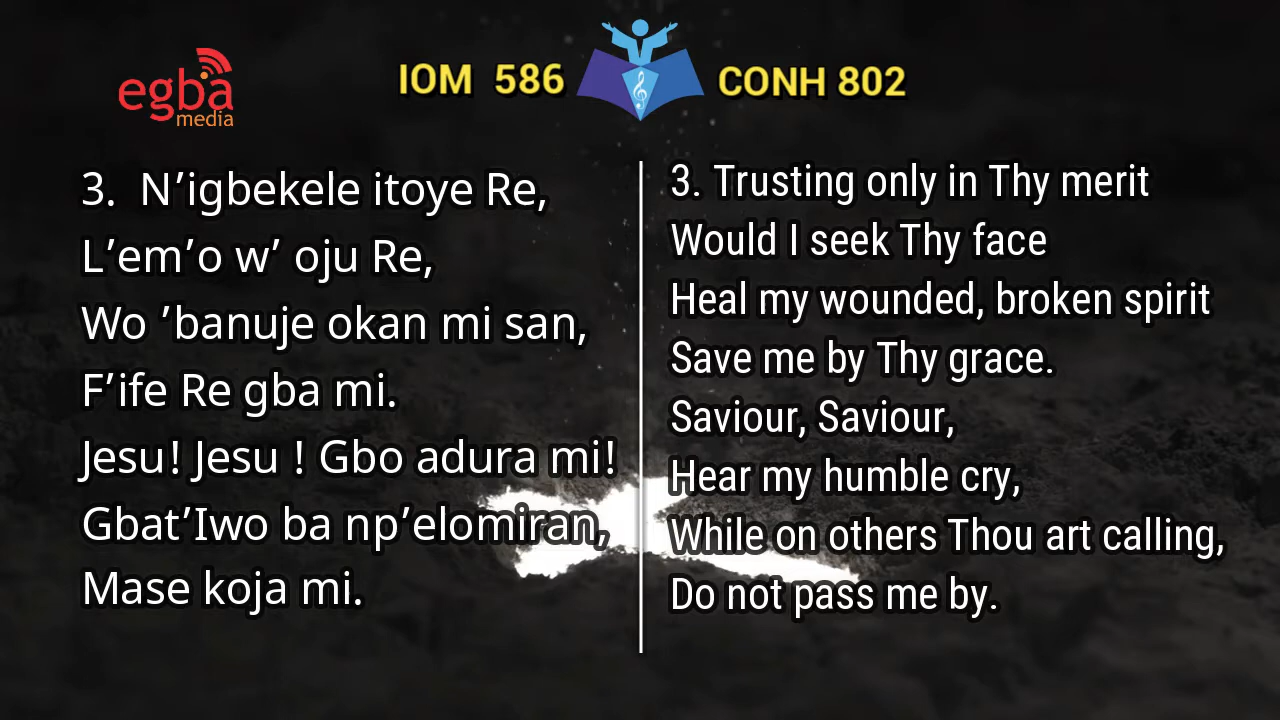 egba
media
IOM 586
CONH 802
3. N’igbekele itoye Re,
L’em’o w’ oju Re,
Wo ’banuje okan mi san,
F’ife Re gba mi.
Jesu! Jesu ! Gbo adura mi!
Gbat’Iwo ba np’elomiran,
Mase koja mi.
3. Trusting only in Thy merit
Would I seek Thy face
Heal my wounded, broken spirit
Save me by Thy grace.
Saviour, Saviour,
Hear my humble cry,
While on others Thou art calling,
Do not pass me by.